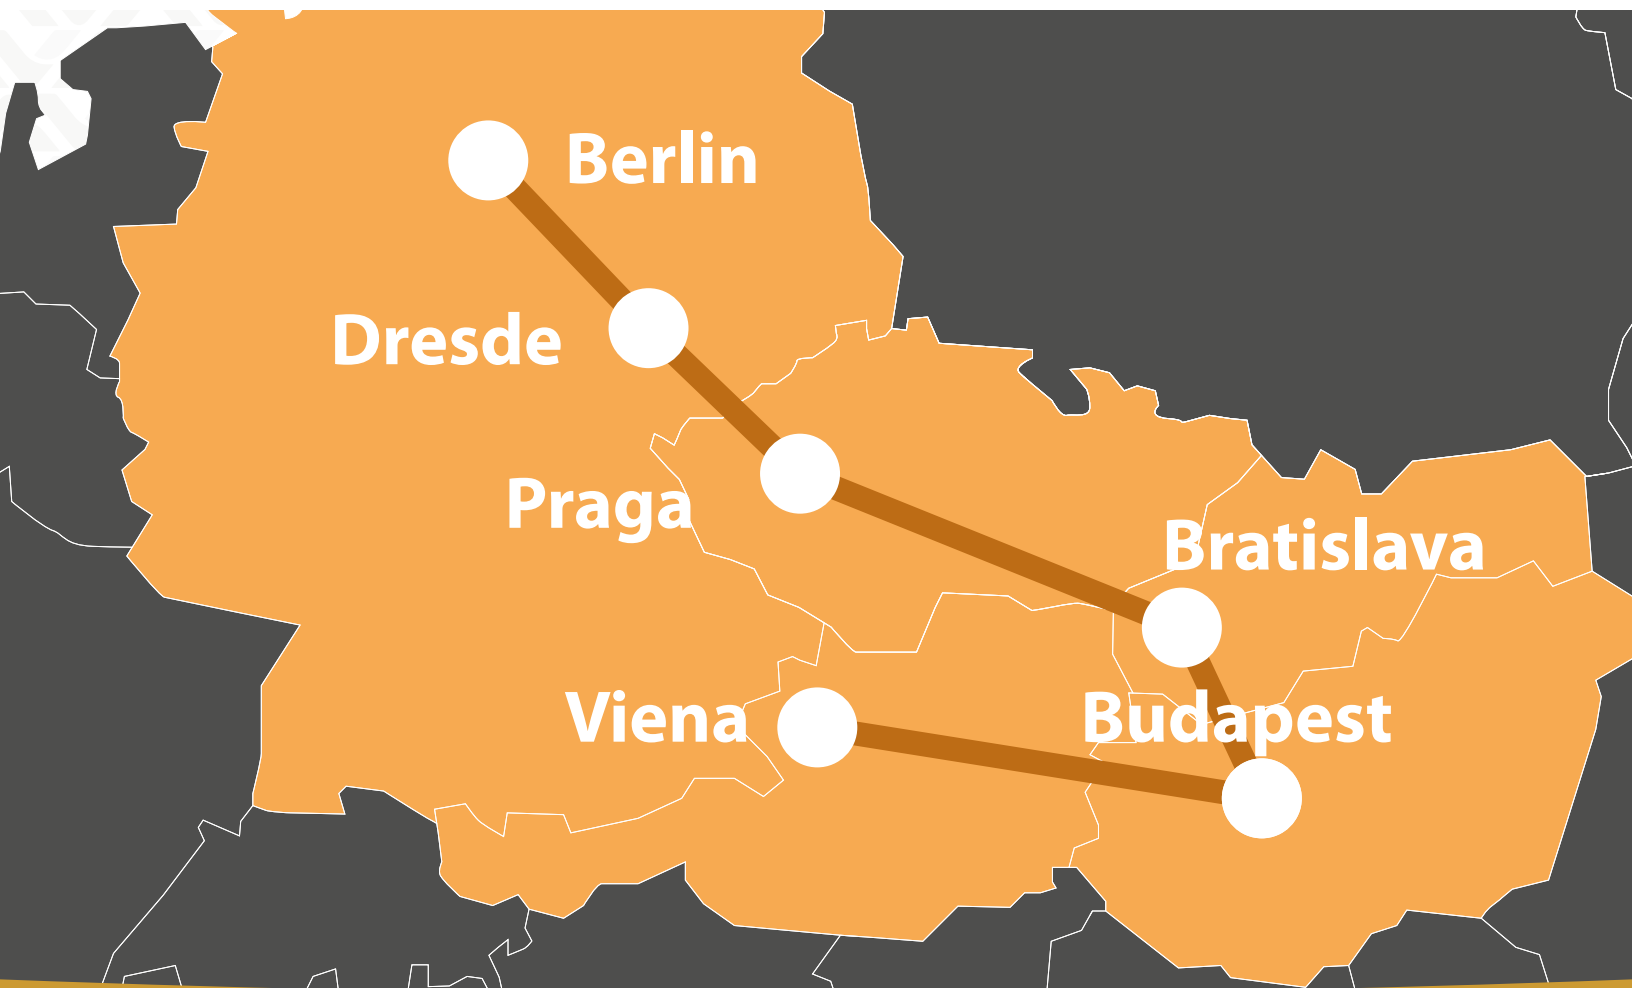 Berlin
Dresde
Praga
Bratislava
Viena
Budapest